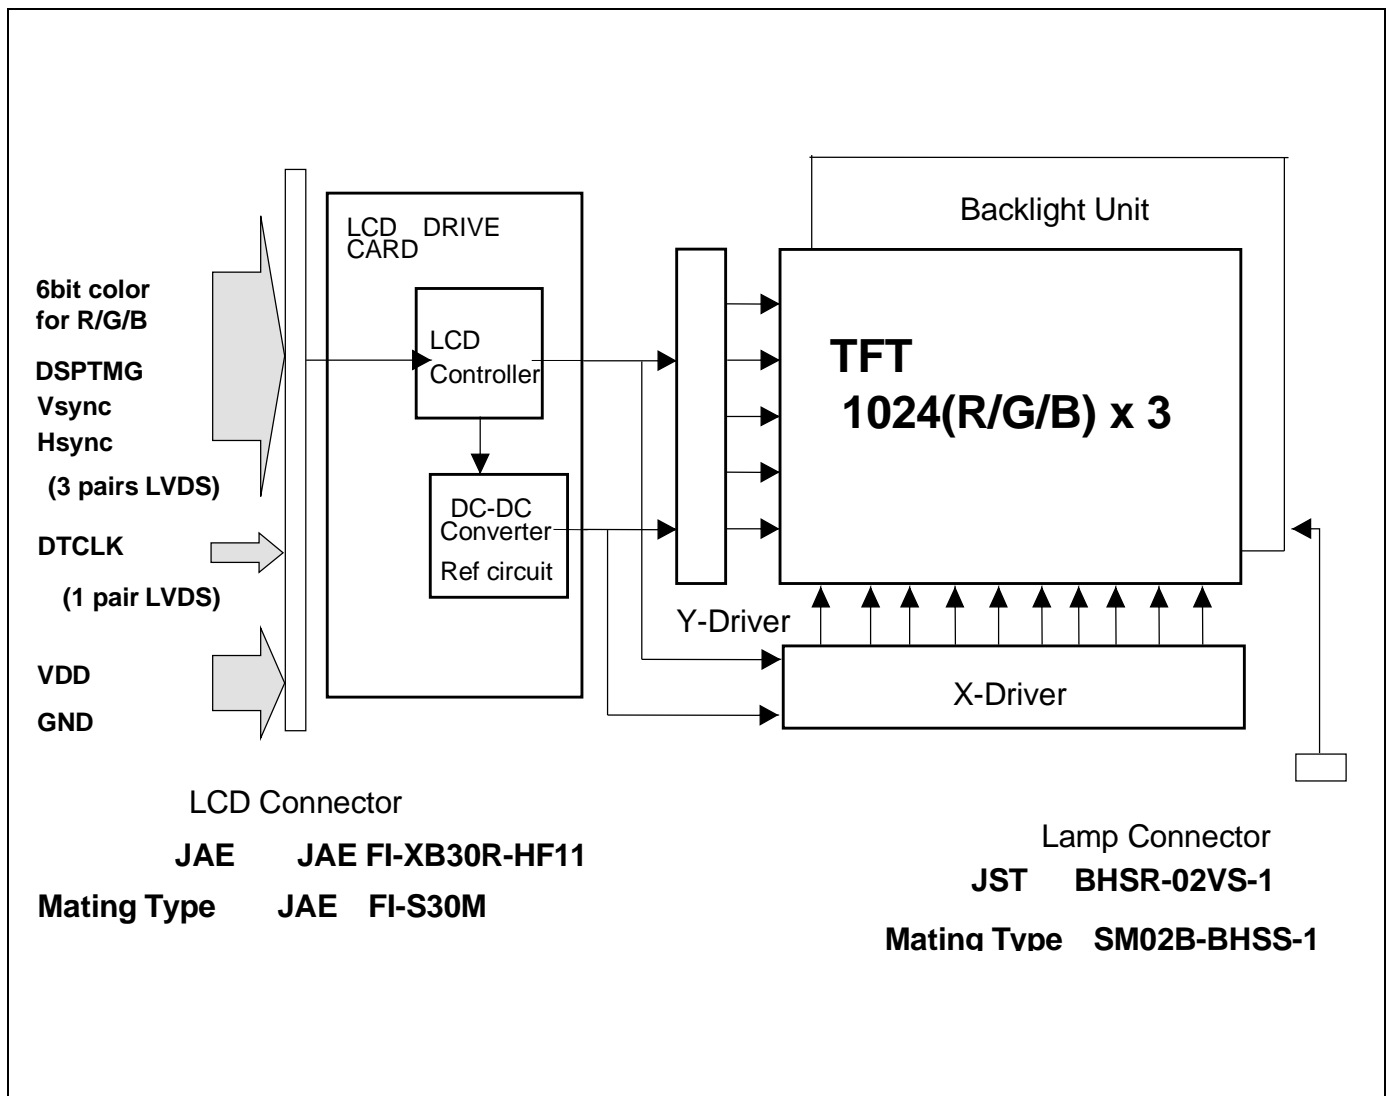 Backlight Unit
LCD DRIVE
CARD
6bit color
for R/G/B
LCD
Controller
DSPTMG
Vsync
Hsync
(3 pairs LVDS)
TFT
1024(R/G/B) x 3
DC-DC
Converter
Ref circuit
DTCLK
(1 pair LVDS)
Y-Driver
VDD
GND
X-Driver
LCD Connector
JAE JAE FI-XB30R-HF11
Mating Type JAE FI-S30M
Lamp Connector
JST BHSR-02VS-1
Mating Type SM02B-BHSS-1